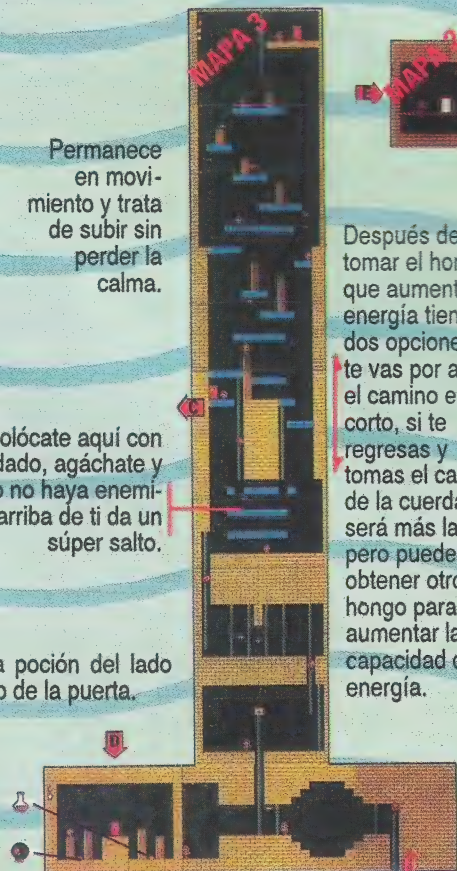 MAPA 3
MAPA 2
E
Permanece
en movi-
miento y trata
de subir sin
perder la
calma.
Después de
tomar el hon
que aument
energía tien
dos opcione
te vas por a
el camino e
corto, si te
regresas y
tomas el ca
de la cuerda
será más la
pero puede
obtener otro
hongo para
aumentar la
capacidad d
energía.
C
olócate aquí con
dado, agáchate y
o no haya enemi-
arriba de ti da un
súper salto.
a poción del lado
o de la puerta.
D